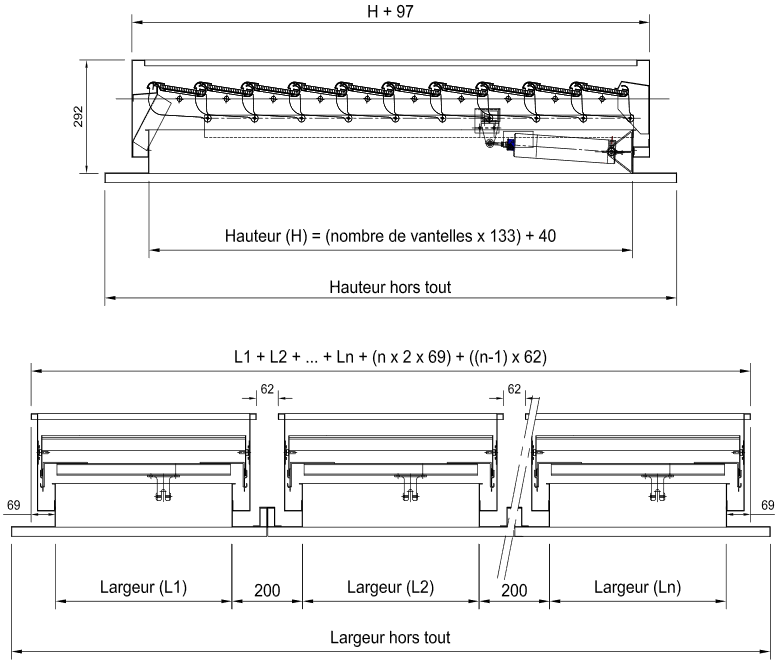 H + 97
292
Hauteur (H) = (nombre de vantelles x 133) + 40
Hauteur hors tout
L1 + L2 + ... + Ln + (n x 2 x 69) + ((n-1) x 62)
62
62
69
69
Largeur (L1)
200
Largeur (L2)
200
Largeur (Ln)
Largeur hors tout